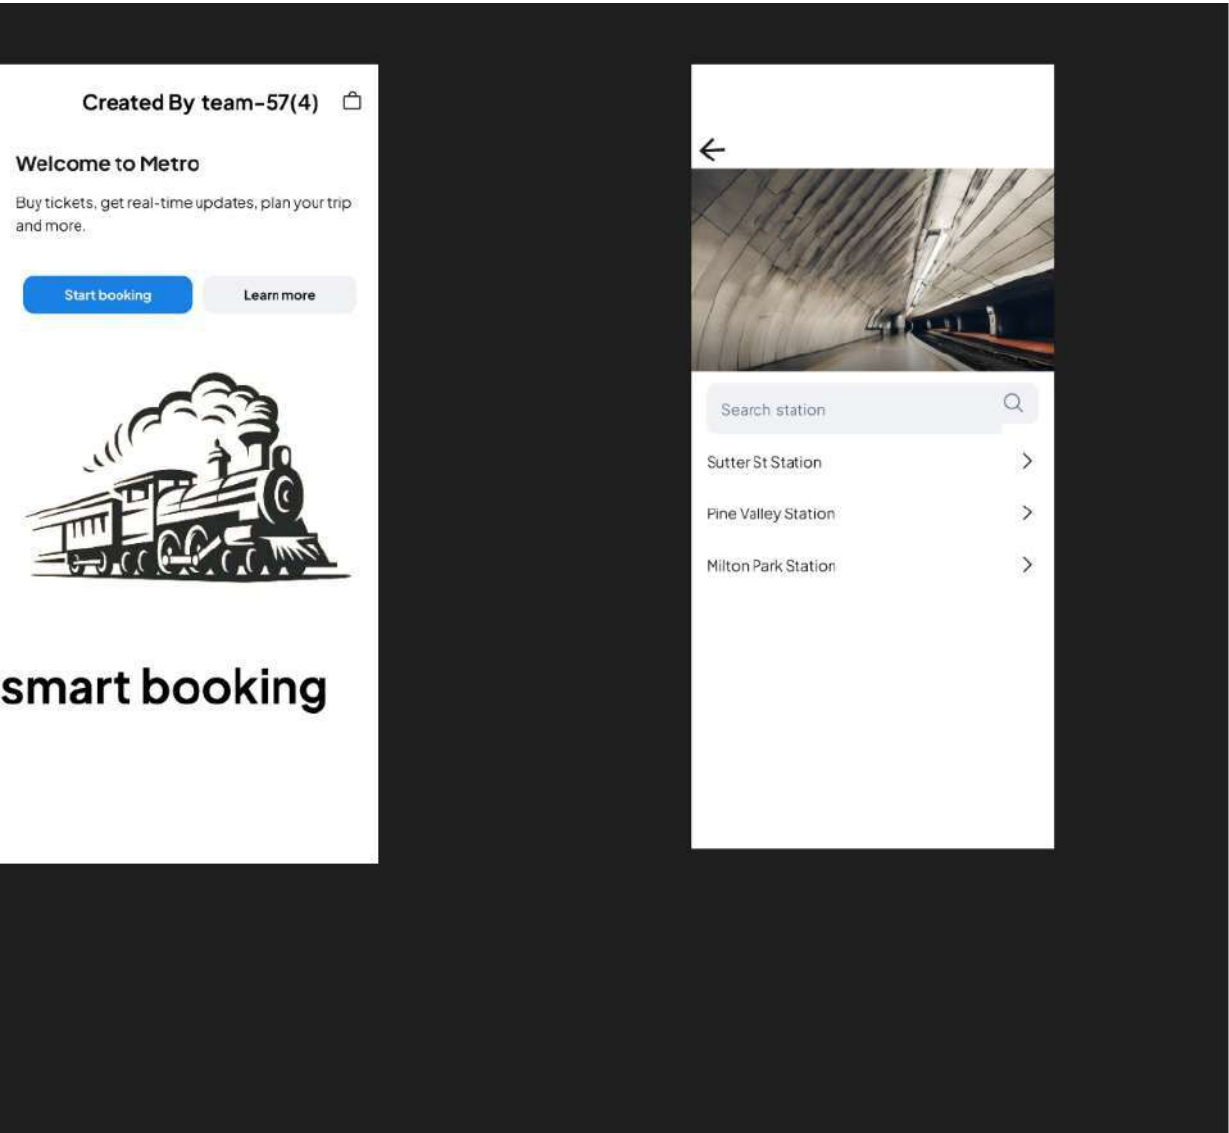 Created By team-57(4)
Welcome to Metro
Buy tickets, get real-time updates, plan your trip
and more.
Start booking
Learn more
smart booking
Search station
Sutter St Station
Pine Valley Station
Milton Park Station